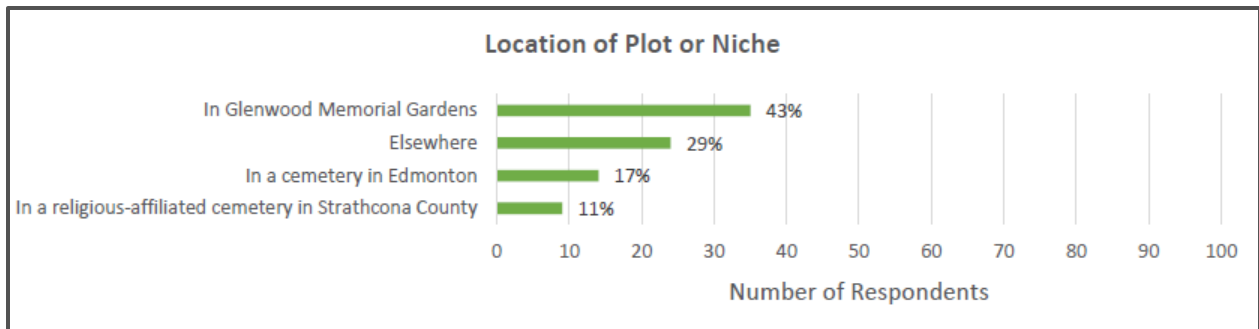 Location of Plot or Niche
In Glenwood Memorial Gardens 43%
Elsewhere 29%
In a cemetery in Edmonton 17%
In a religious-affiliated cemetery in Strathcona County 11%
0 10 20 30 40 50 60 70 80 90 100
Number of Respondents